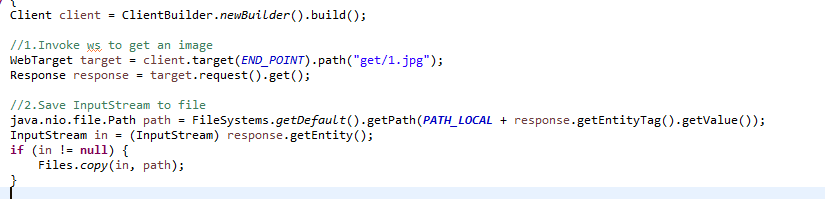 {
Client client = ClientBuilder.newBuilder().build();
//1.Invoke ws to get an image
WebTarget target = client.target(END_POINT).path("get/1.jpg");
Response response = target.request().get();
//2.Save InputStream to file
java.nio.file.Path path = FileSystems.getDefault().getPath(PATH_LOCAL + response.getEntityTag().getValue());
InputStream in = (InputStream) response.getEntity();
if (in != null) {
    Files.copy(in, path);
}